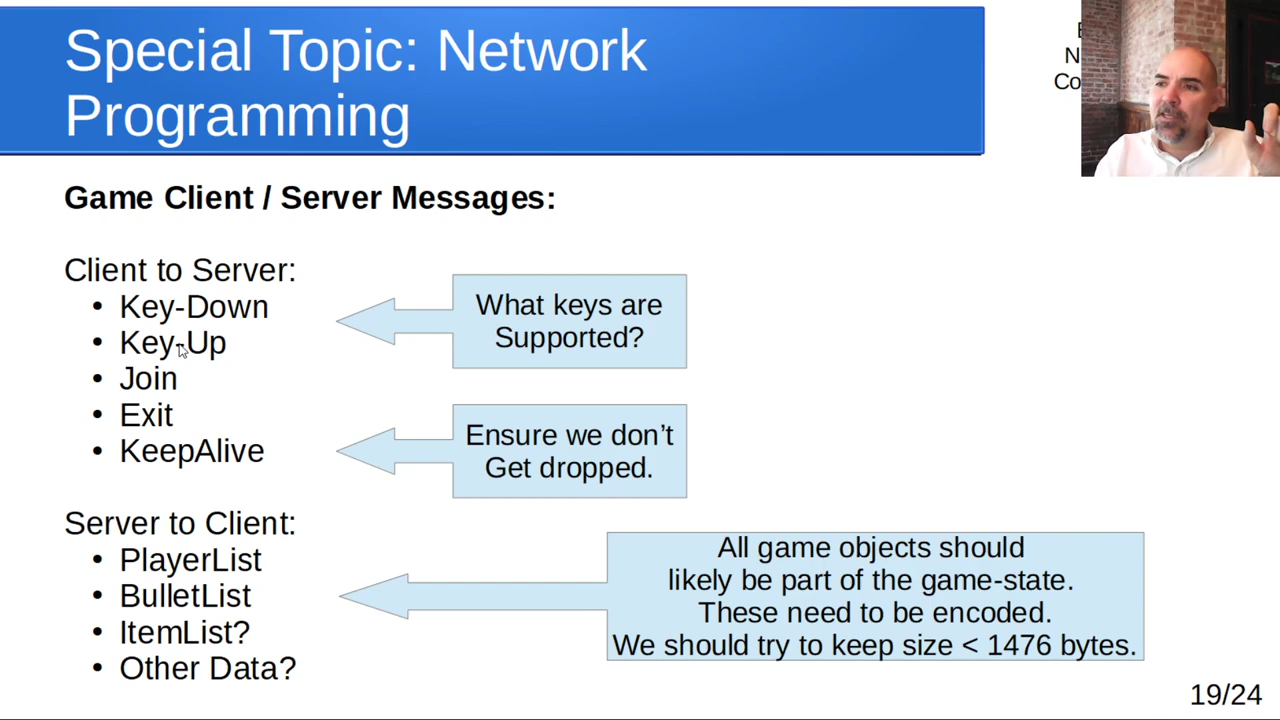 Special Topic: Network
Programming
Game Client / Server Messages:
Client to Server:
• Key-Down
• Key-Up
• Join
• Exit
• KeepAlive
What keys are
Supported?
Ensure we don’t
Get dropped.
Server to Client:
• PlayerList
• BulletList
• ItemList?
• Other Data?
All game objects should
likely be part of the game-state.
These need to be encoded.
We should try to keep size < 1476 bytes.
19/24